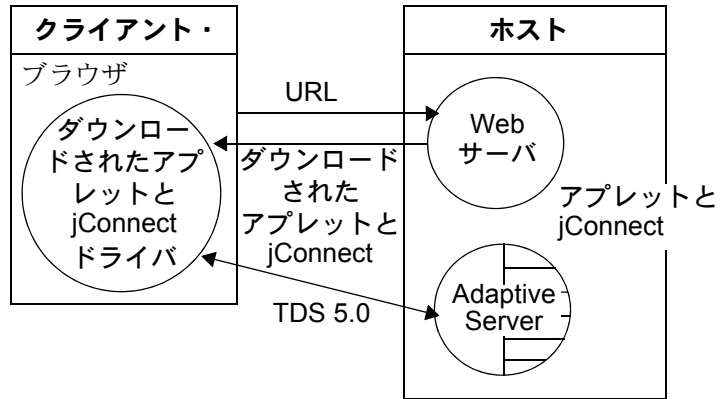 クライアント・
ブラウザ
ダウンロー
ドされたアプ
レットと
jConnect
ドライバ
URL
ダウンロード
された
アプレットと
jConnect
TDS 5.0
ホスト
Web
サーバ
アプレットと
jConnect
Adaptive
Server